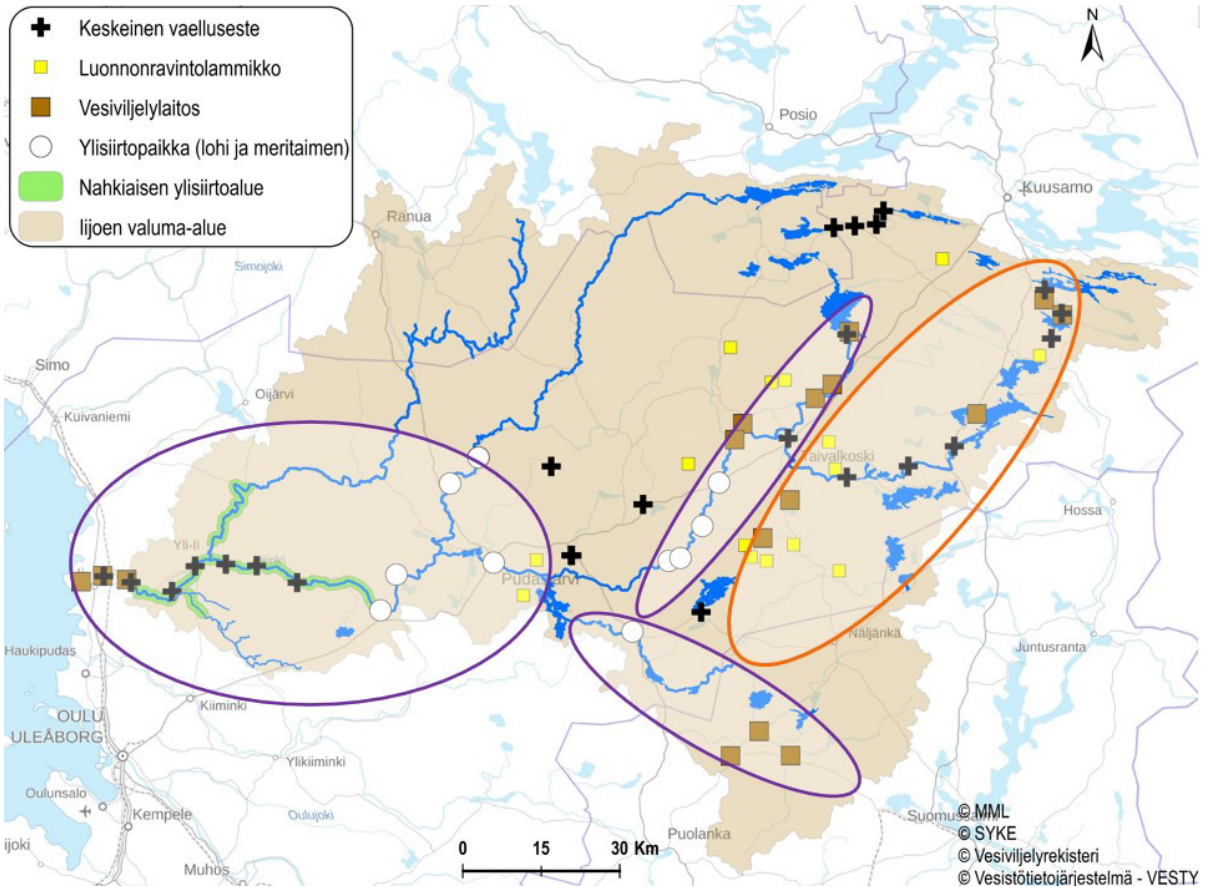 Keskeinen vaelluseste
Luonnonravintolammikko
Vesiviljelylaitos
Ylisiirtopaikka (lohi ja meritaimen)
Nahkiaisen ylisiirtoalue
Iijoen valuma-alue
N
Posio
Kuusamo
Ranua
Simojoki
Simo
Oijärvi
Kuivaniemi
Taivalkoski
Hossa
Yli-Ii
Pudasjärvi
Näljänkä
Juntusranta
Haukipudas
Kiiminki
OULU
ULEÅBORG
Ylikiiminki
Oulunsalo
Kempele
Oulujoki
Puolanka
Suomussalmi
ijoki
Muhos
0 15 30 Km
© MML
© SYKE
© Vesiviljelyrekisteri
© Vesistötietojärjestelmä - VESTY